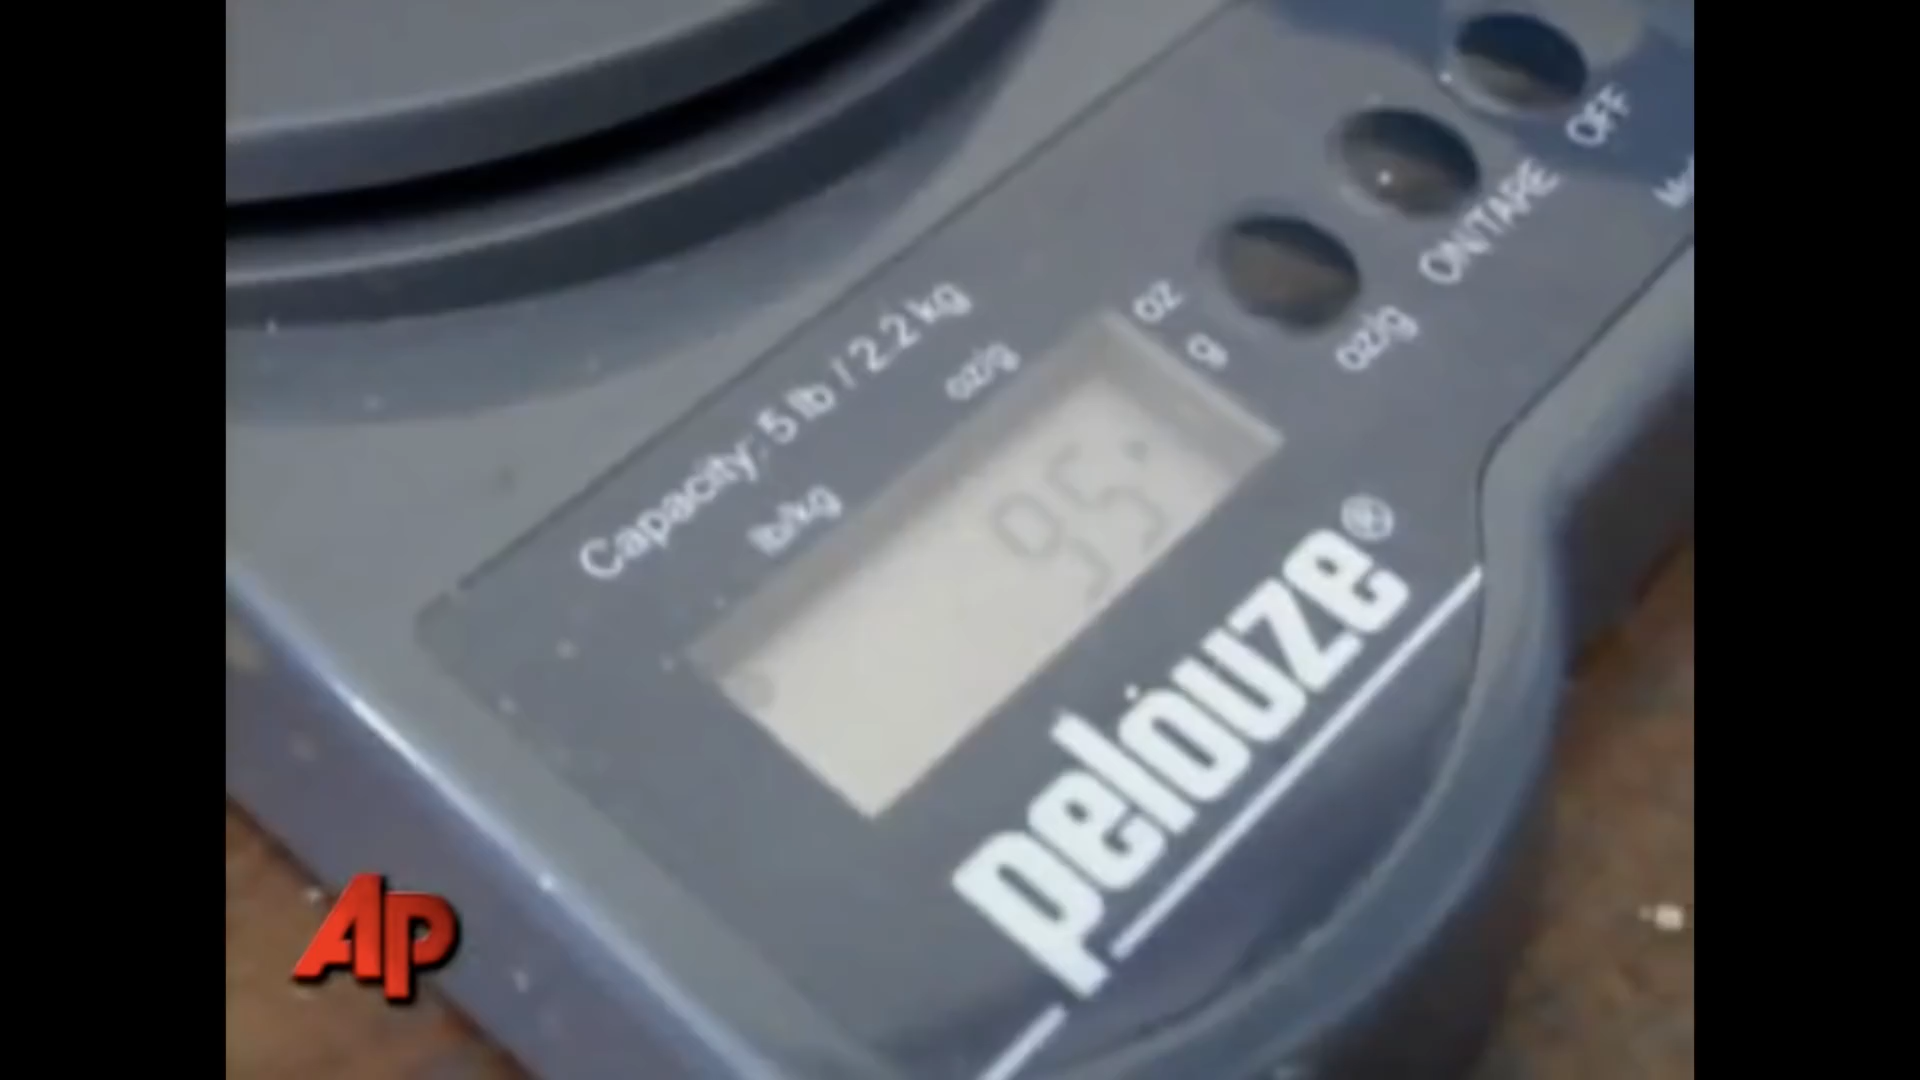 OFF
ON/TARE
oz/g
oz
g
Capacity: 5 lb / 2.2 kg
oz/g
lb/kg
95
pelouze®
AP